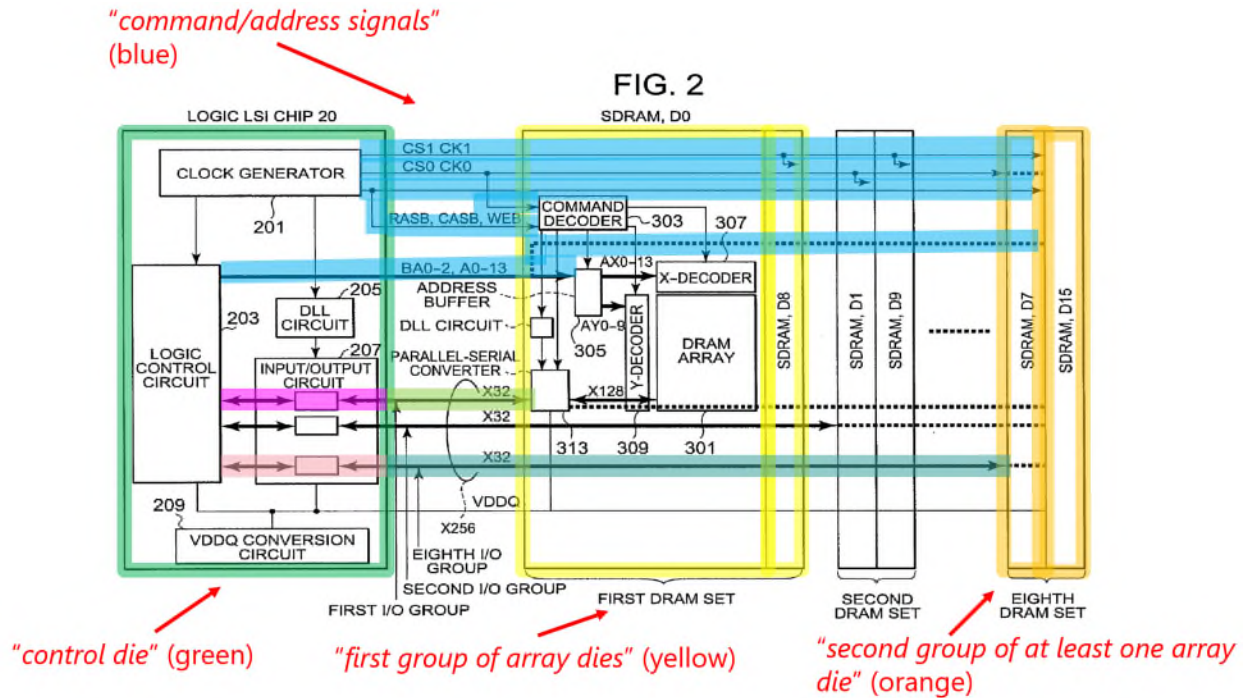 "command/address signals"
(blue)
FIG. 2
LOGIC LSI CHIP 20
SDRAM, D0
CS1 CK1
CS0 CK0
CLOCK GENERATOR
201
COMMAND
DECODER
303
307
RASB, CASB, WEB
AX0-13
X-DECODER
BA0-2, A0-13
ADDRESS
BUFFER
203
205
DLL
CIRCUIT
DLL CIRCUIT
AY0-9
305
Y-DECODER
DRAM
ARRAY
SDRAM, D8
SDRAM, D1
SDRAM, D9
SDRAM, D7
SDRAM, D15
LOGIC
CONTROL
CIRCUIT
207
INPUT/OUTPUT
CIRCUIT
PARALLEL-SERIAL
CONVERTER
X32
X128
X32
313
309
301
X32
209
VDDQ
X256
VDDQ CONVERSION
CIRCUIT
EIGHTH I/O
GROUP
SECOND I/O GROUP
FIRST I/O GROUP
FIRST DRAM SET
SECOND
DRAM SET
EIGHTH
DRAM SET
"control die" (green)
"first group of array dies" (yellow)
"second group of at least one array
die" (orange)